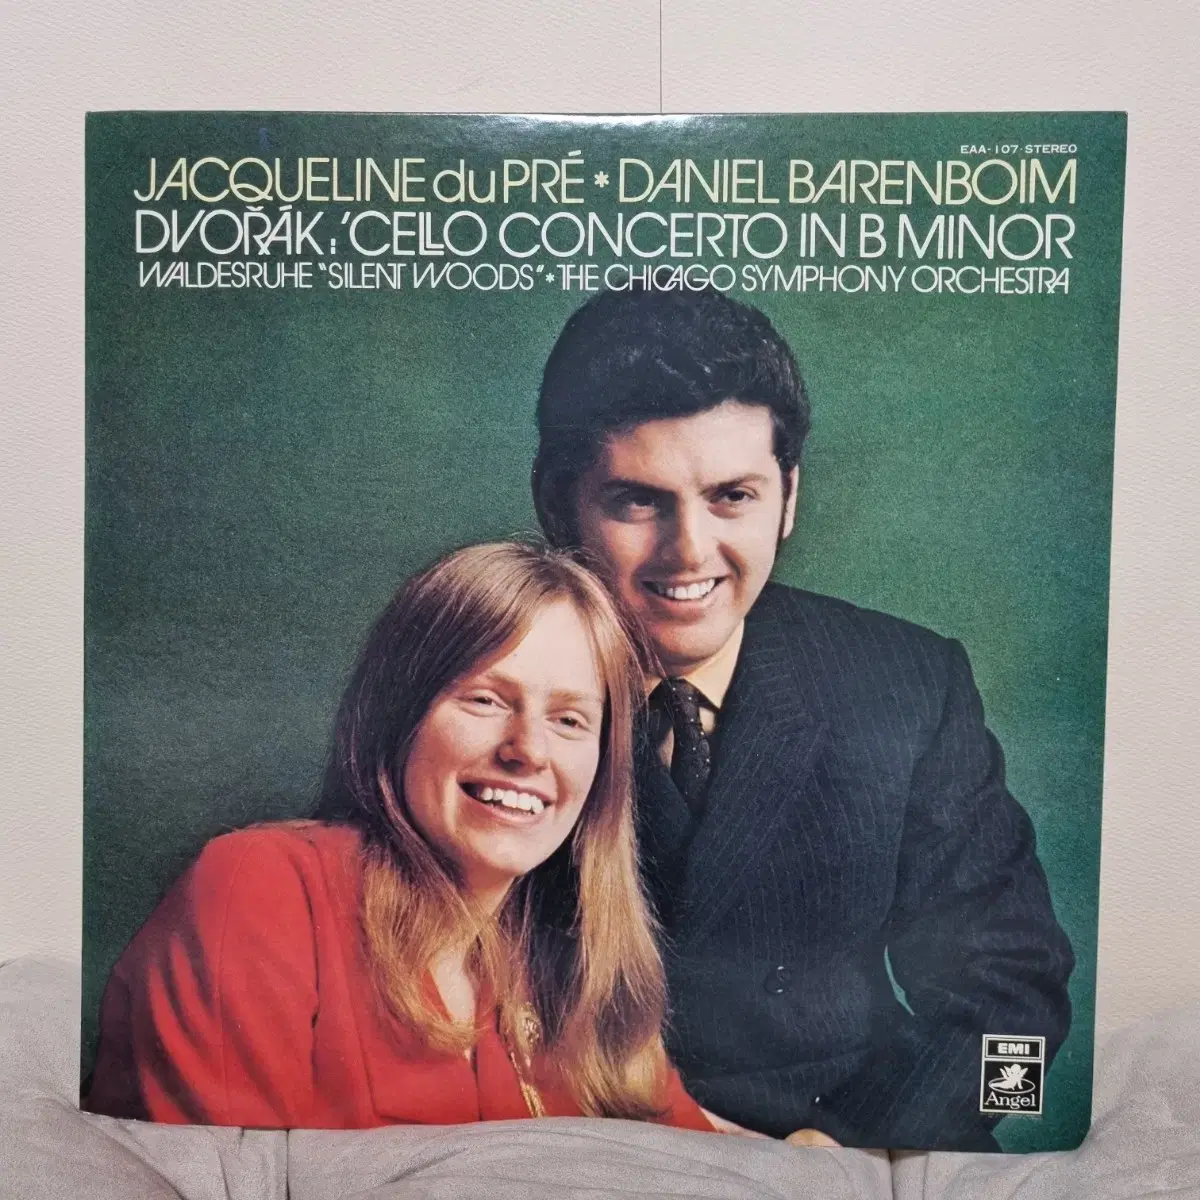 EAA-107·STEREO
JACQUELINE du PRÉ * DANIEL BARENBOIM
DVOŘÁK: 'CELLO CONCERTO IN B MINOR
WALDESRUHE "SILENT WOODS" * THE CHICAGO SYMPHONY ORCHESTRA
EMI
Angel